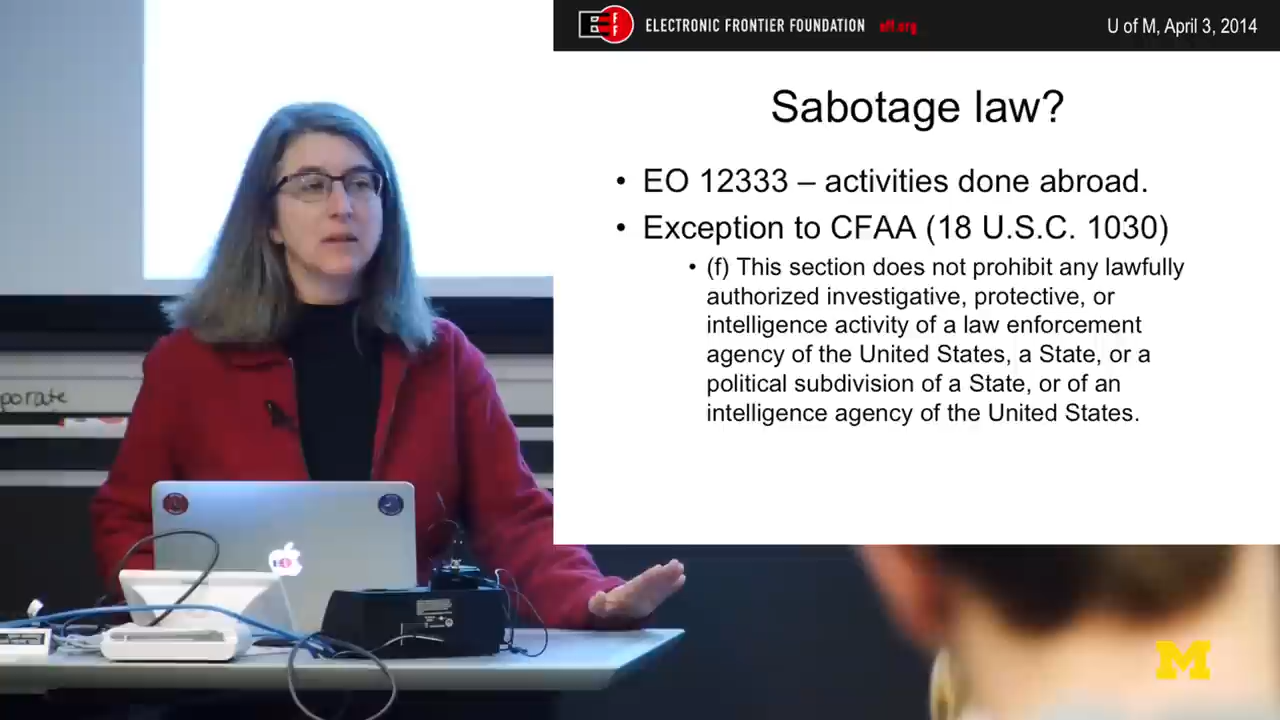 ELECTRONIC FRONTIER FOUNDATION eff.org
U of M, April 3, 2014
Sabotage law?
• EO 12333 – activities done abroad.
• Exception to CFAA (18 U.S.C. 1030)
• (f) This section does not prohibit any lawfully
authorized investigative, protective, or
intelligence activity of a law enforcement
agency of the United States, a State, or a
political subdivision of a State, or of an
intelligence agency of the United States.
porate
M